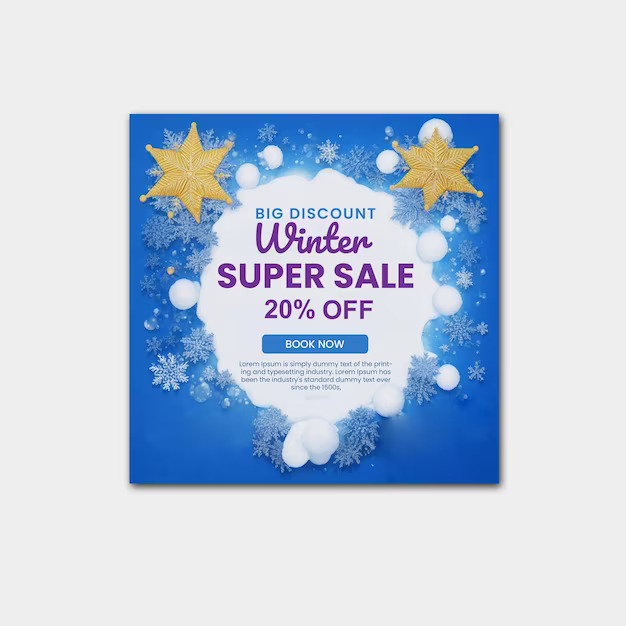 BIG DISCOUNT
Winter
SUPER SALE
20% OFF
BOOK NOW
Lorem Ipsum is simply dummy text of the print-
ing and typesetting industry. Lorem Ipsum has
been the industry's standard dummy text ever
since the 1500s,